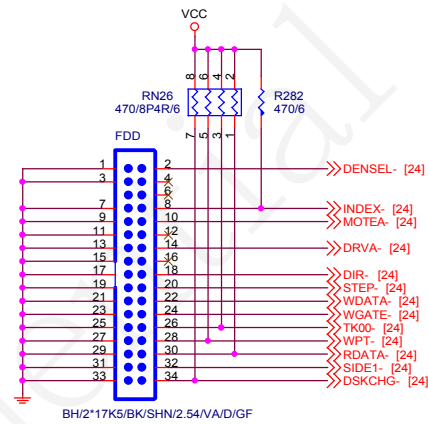 VCC
8 6 4 2
RN26
470/8P4R/6
R282
470/6
7 5 3 1
FDD
1 2 DENSEL- [24]
3 4
6
7 8 INDEX- [24]
9 10 MOTEA- [24]
11 12
13 14 DRVA- [24]
15 16
17 18 DIR- [24]
19 20 STEP- [24]
21 22 WDATA- [24]
23 24 WGATE- [24]
25 26 TK00- [24]
27 28 WPT- [24]
29 30 RDATA- [24]
31 32 SIDE1- [24]
33 34 DSKCHG- [24]
BH/2*17K5/BK/SHN/2.54/VA/D/GF